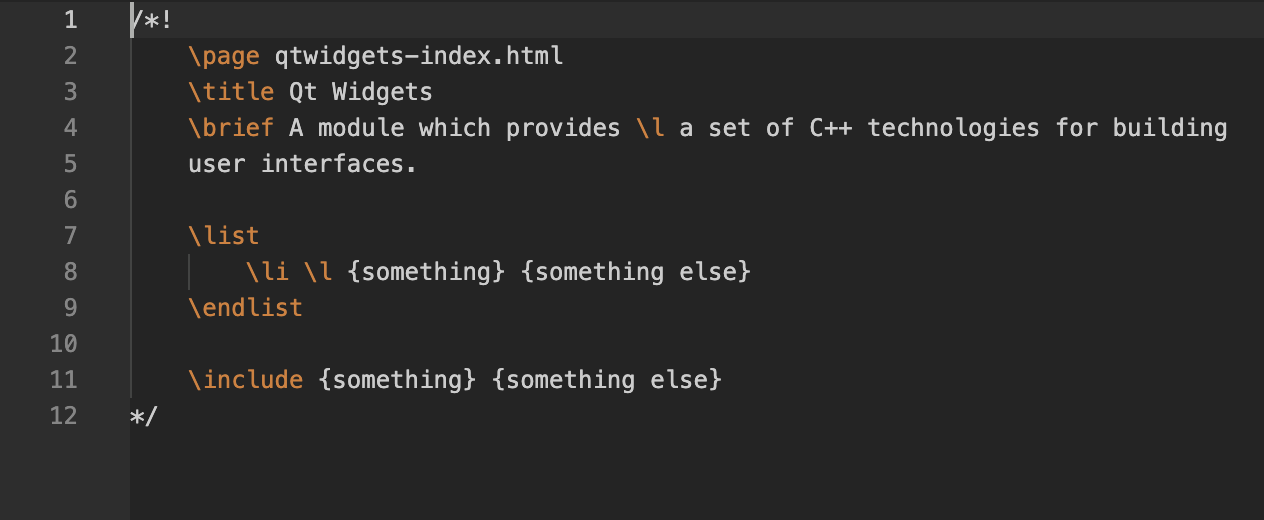 1 /*!
2 \page qtwidgets-index.html
3 \title Qt Widgets
4 \brief A module which provides \l a set of C++ technologies for building
5 user interfaces.
6
7 \list
8 \li \l {something} {something else}
9 \endlist
10
11 \include {something} {something else}
12 */